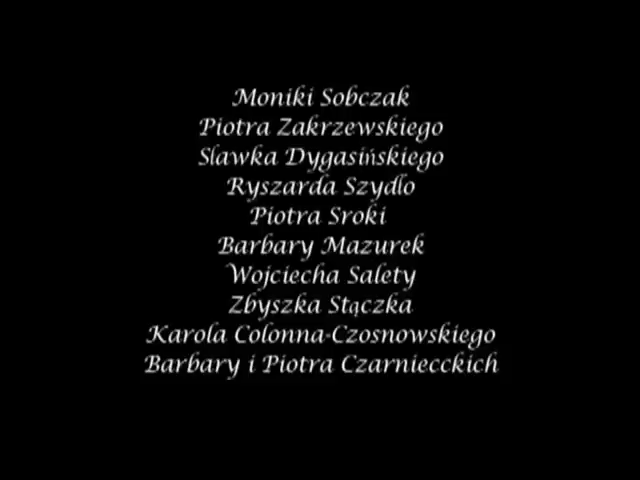 Moniki Sobczak
Piotra Zakrzewskiego
Sławka Dygasińskiego
Ryszarda Szydło
Piotra Sroki
Barbary Mazurek
Wojciecha Salety
Zbyszka Stączka
Karola Colonna-Czosnowskiego
Barbary i Piotra Czarniecckich